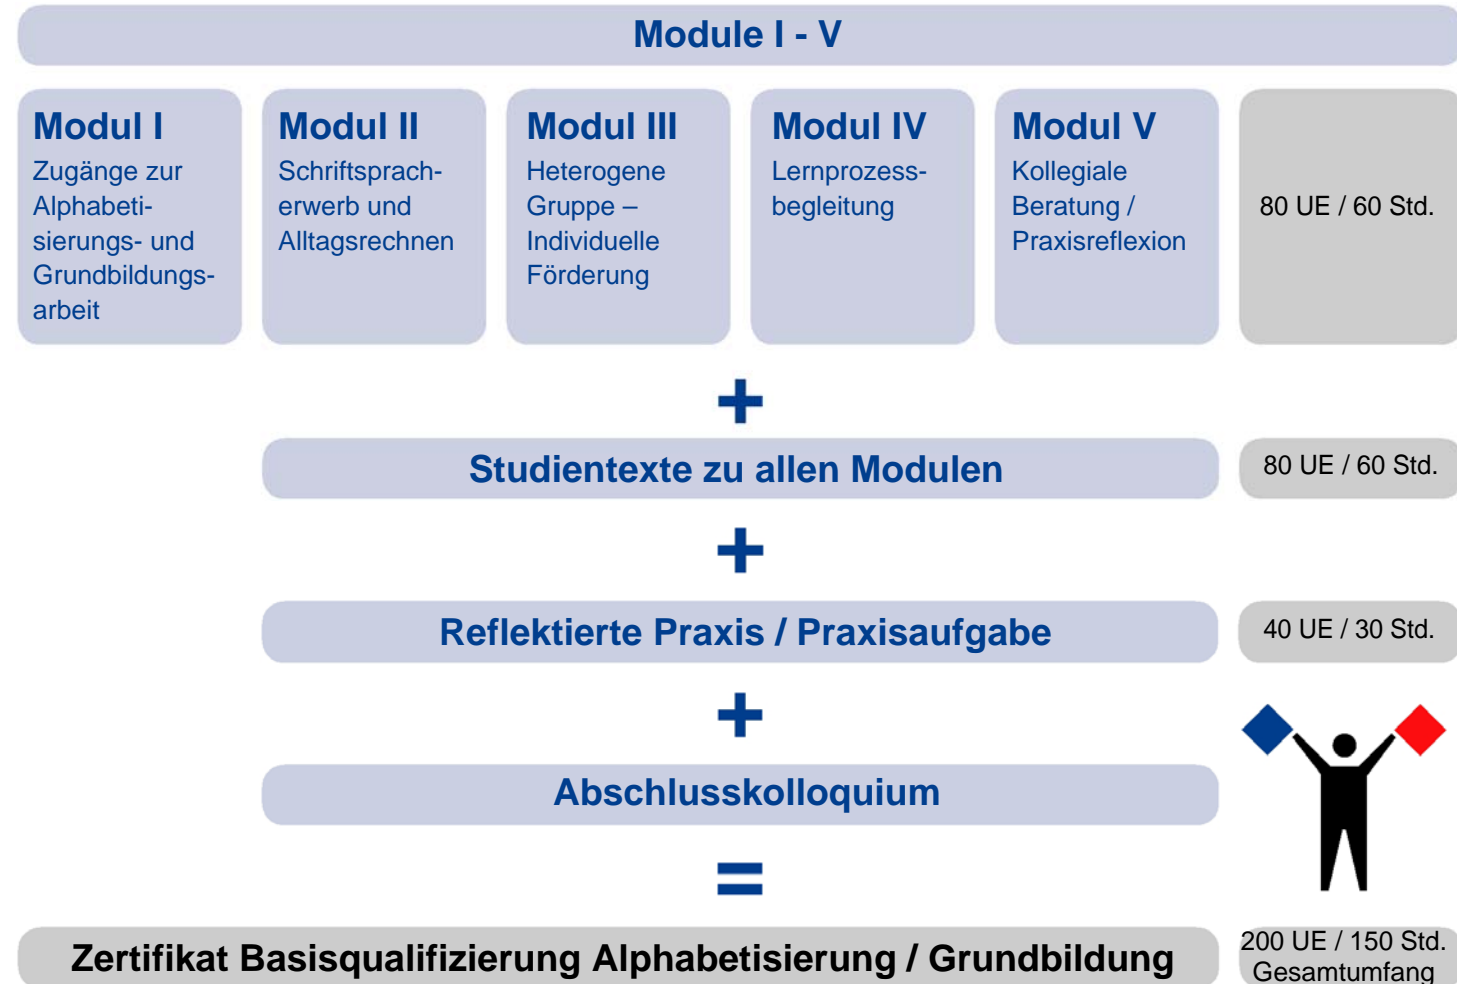 Module I - V
Modul I
Zugänge zur
Alphabeti-
sierungs- und
Grundbildungs-
arbeit
Modul II
Schriftsprach-
erwerb und
Alltagsrechnen
Modul III
Heterogene
Gruppe –
Individuelle
Förderung
Modul IV
Lernprozess-
begleitung
Modul V
Kollegiale
Beratung /
Praxisreflexion
80 UE / 60 Std.
+
Studientexte zu allen Modulen
80 UE / 60 Std.
+
Reflektierte Praxis / Praxisaufgabe
40 UE / 30 Std.
+
Abschlusskolloquium
=
Zertifikat Basisqualifizierung Alphabetisierung / Grundbildung
200 UE / 150 Std.
Gesamtumfang